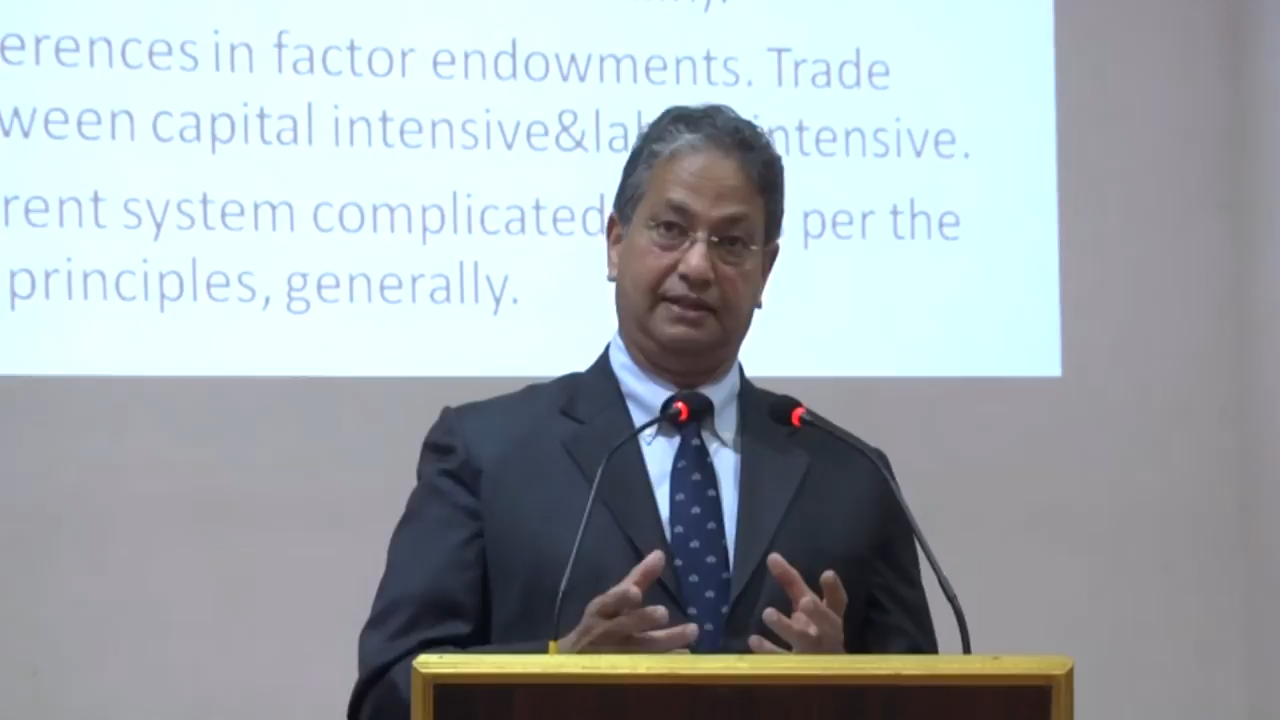 erences in factor endowments. Trade
ween capital intensive&la intensive.
rent system complicated per the
principles, generally.